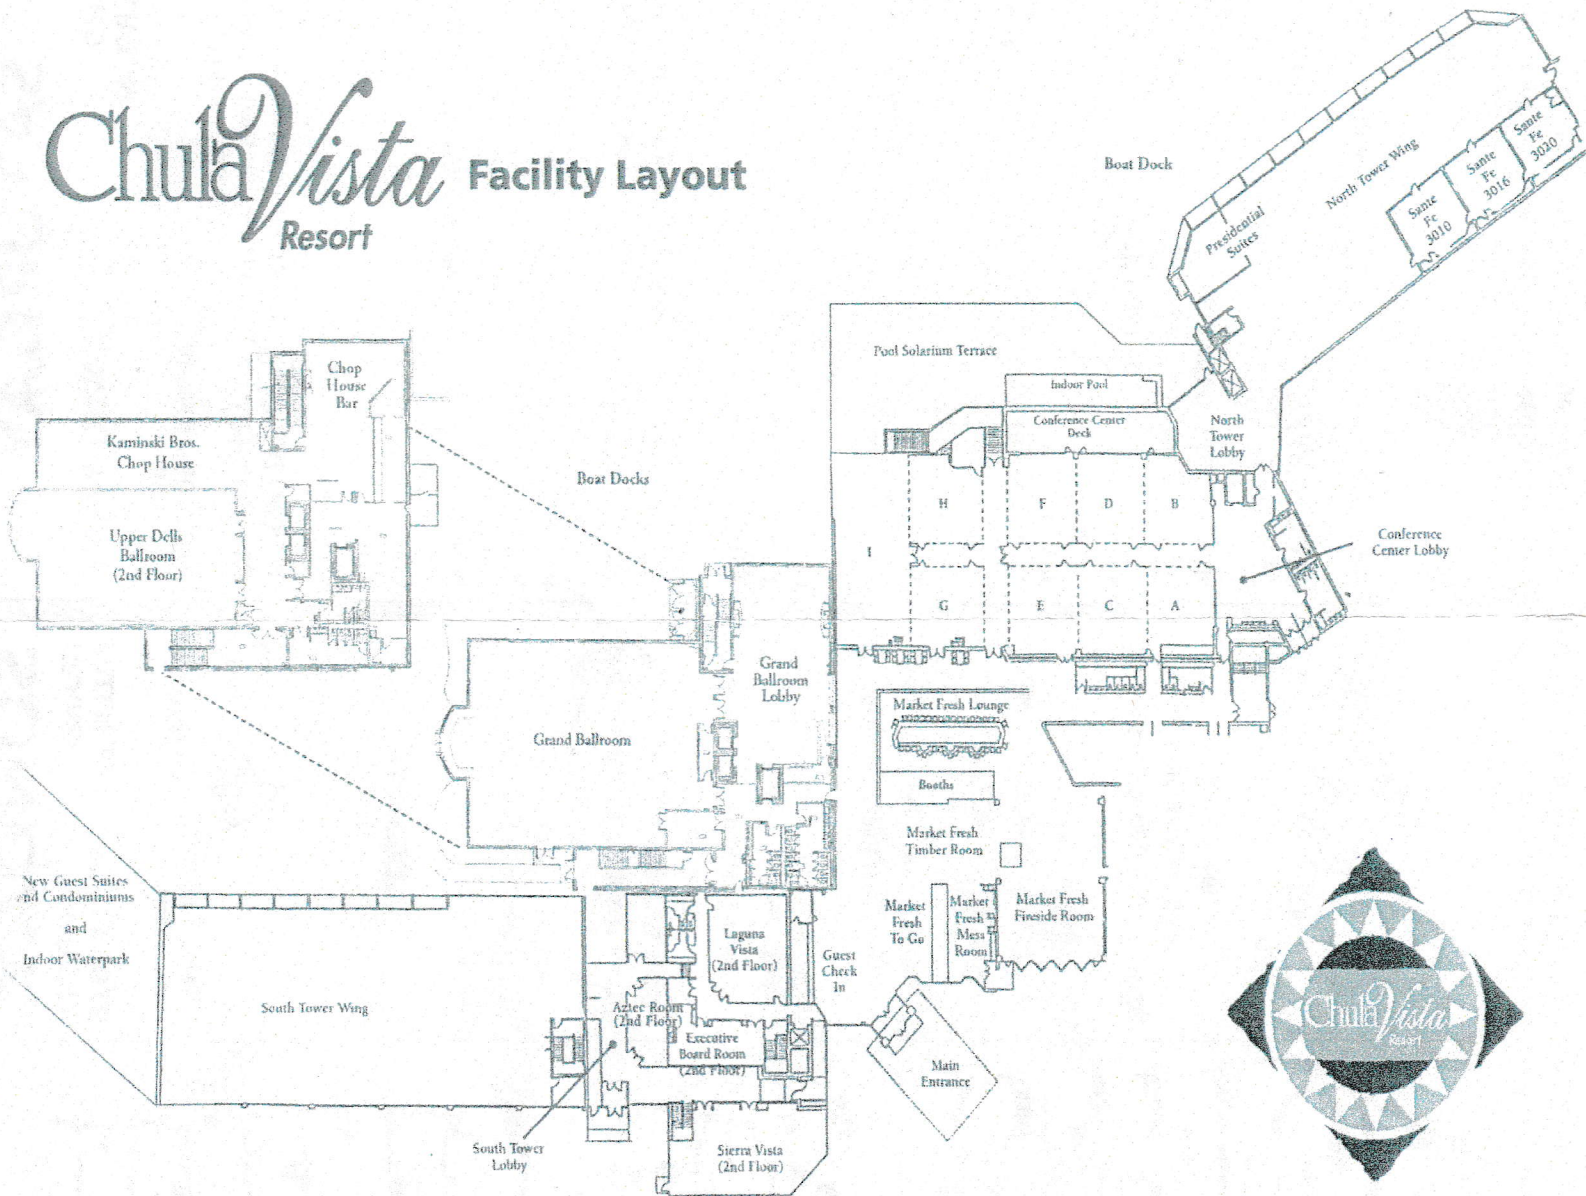 Chula Vista
Resort
Facility Layout
Boat Dock
North Tower Wing
Sante
Fe
3020
Sante
Fe
3016
Sante
Fe
3010
Presidential
Suites
Pool Solarium Terrace
Indoor Pool
Conference Center
Deck
North
Tower
Lobby
Chop
House
Bar
Kaminski Bros.
Chop House
Boat Docks
Upper Dells
Ballroom
(2nd Floor)
H
F
D
B
I
G
E
C
A
Conference
Center Lobby
Grand
Ballroom
Lobby
Grand Ballroom
Market Fresh Lounge
Booths
Market Fresh
Timber Room
New Guest Suites
nd Condominiums
and
Indoor Waterpark
Market
Fresh
To Go
Market
Fresh
Mess
Room
Market Fresh
Fireside Room
Laguna
Vista
(2nd Floor)
Guest
Check
In
South Tower Wing
Aztec Room
(2nd Floor)
Executive
Board Room
(2nd Floor)
Main
Entrance
South Tower
Lobby
Sierra Vista
(2nd Floor)
Chula Vista
Resort